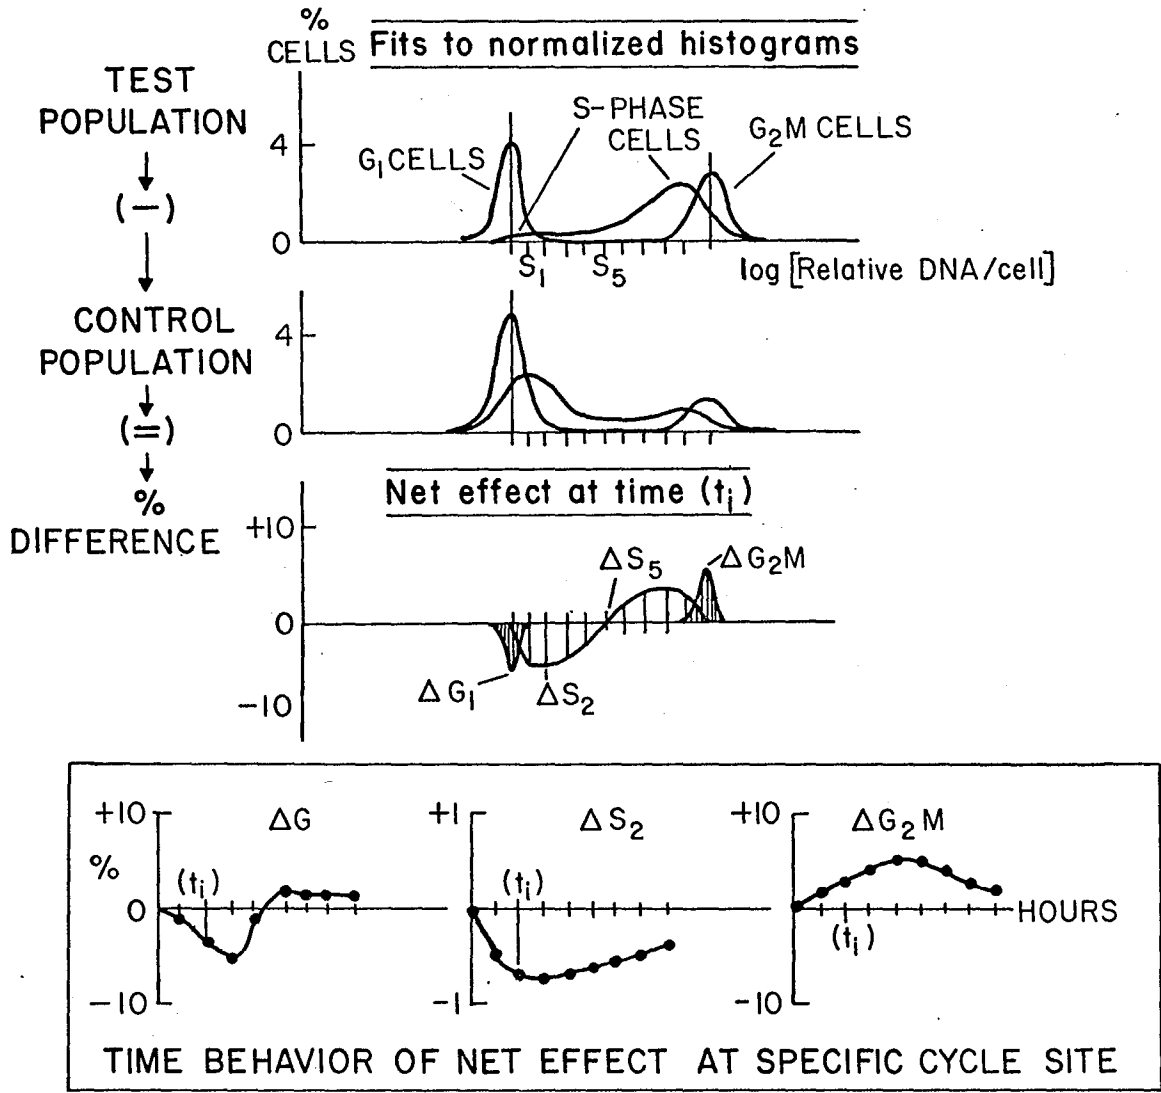 %
CELLS
Fits to normalized histograms
TEST
POPULATION
(−)
CONTROL
POPULATION
(=)
%
DIFFERENCE
4
0
G₁ CELLS
S-PHASE
CELLS
G₂M CELLS
S₁
S₅
log [Relative DNA/cell]
4
0
Net effect at time (tᵢ)
+10
0
−10
ΔS₅
ΔG₂M
ΔG₁
ΔS₂
+10
%
0
−10
ΔG
(tᵢ)
+1
−1
ΔS₂
(tᵢ)
+10
−10
ΔG₂M
(tᵢ)
HOURS
TIME BEHAVIOR OF NET EFFECT AT SPECIFIC CYCLE SITE